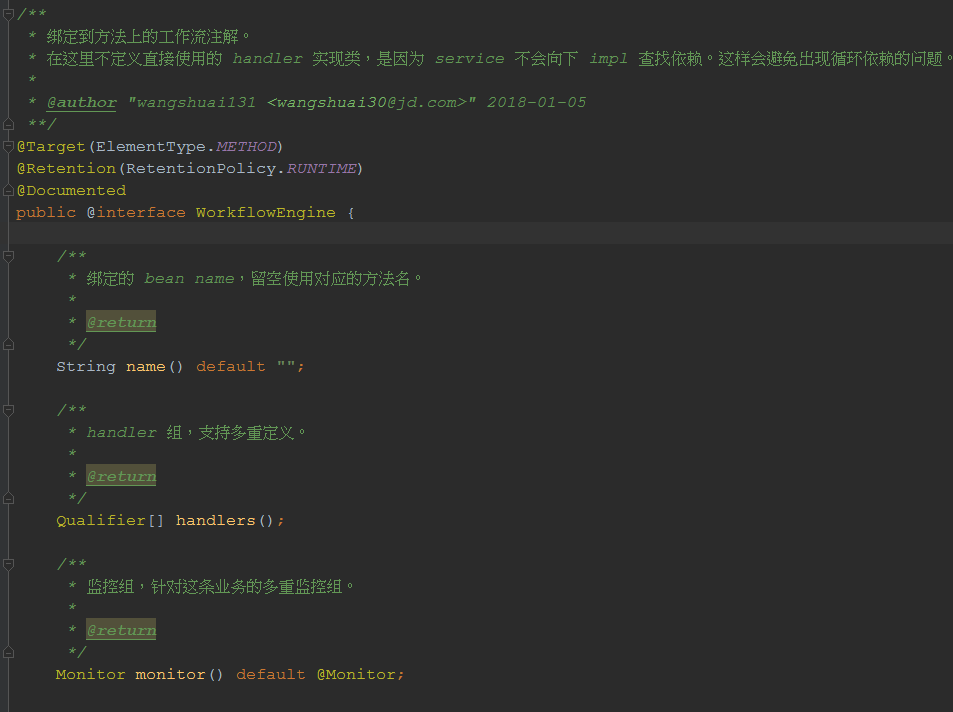 /**
 * 绑定到方法上的工作流注解。
 * 在这里不定义直接使用的 handler 实现类，是因为 service 不会向下 impl 查找依赖。这样会避免出现循环依赖的问题。
 *
 * @author "wangshuai131 <wangshuai30@jd.com>" 2018-01-05
 **/
@Target(ElementType.METHOD)
@Retention(RetentionPolicy.RUNTIME)
@Documented
public @interface WorkflowEngine {
    /**
     * 绑定的 bean name，留空使用对应的方法名。
     *
     * @return
     */
    String name() default "";
    /**
     * handler 组，支持多重定义。
     *
     * @return
     */
    Qualifier[] handlers();
    /**
     * 监控组，针对这条业务的多重监控组。
     *
     * @return
     */
    Monitor monitor() default @Monitor;